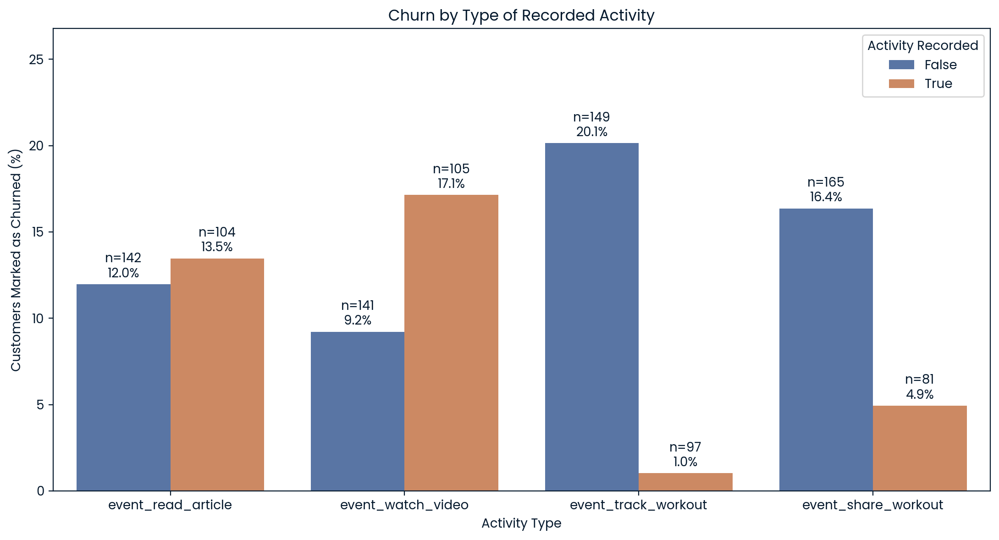 Churn by Type of Recorded Activity
Activity Recorded
False
True
Customers Marked as Churned (%)
25
20
15
10
5
0
n=142
12.0%
n=104
13.5%
n=141
9.2%
n=105
17.1%
n=149
20.1%
n=97
1.0%
n=165
16.4%
n=81
4.9%
event_read_article
event_watch_video
event_track_workout
event_share_workout
Activity Type